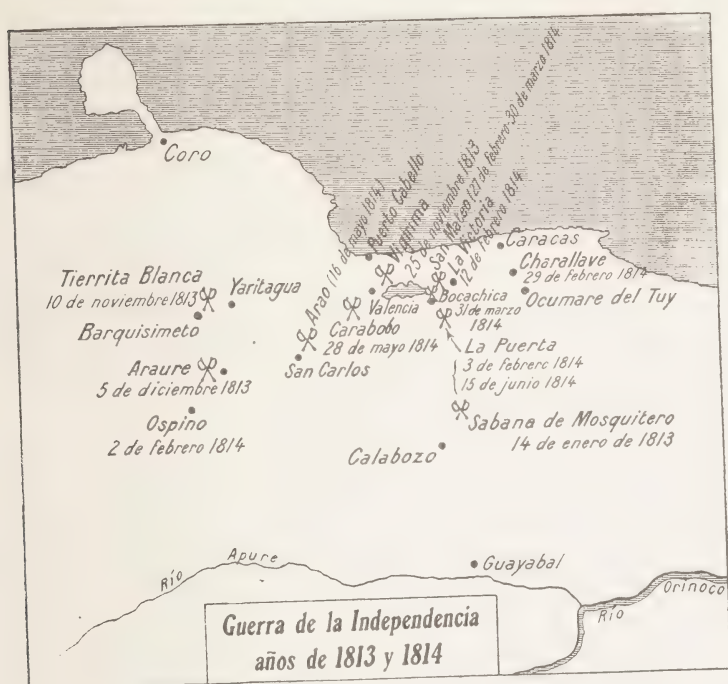 Coro
Arao (16 de mayo 1814)
Puerto Cabello
Vigirima
25 de noviembre 1813
San Mateo (27 de febrero-30 de marzo 1814
La Victoria
12 de febrero 1814
Caracas
Charallave
29 de febrero 1814
Ocumare del Tuy
Tierrita Blanca
10 de noviembre 1813
Yaritagua
Barquisimeto
Valencia
Bocachica
31 de marzo
1814
Carabobo
28 de mayo 1814
La Puerta
3 de febrero 1814
15 de junio 1814
Araure
5 de diciembre 1813
San Carlos
Ospino
2 de febrero 1814
Sabana de Mosquitero
14 de enero de 1813
Calabozo
Guayabal
Río
Apure
Río
Orinoco
Guerra de la Independencia
años de 1813 y 1814